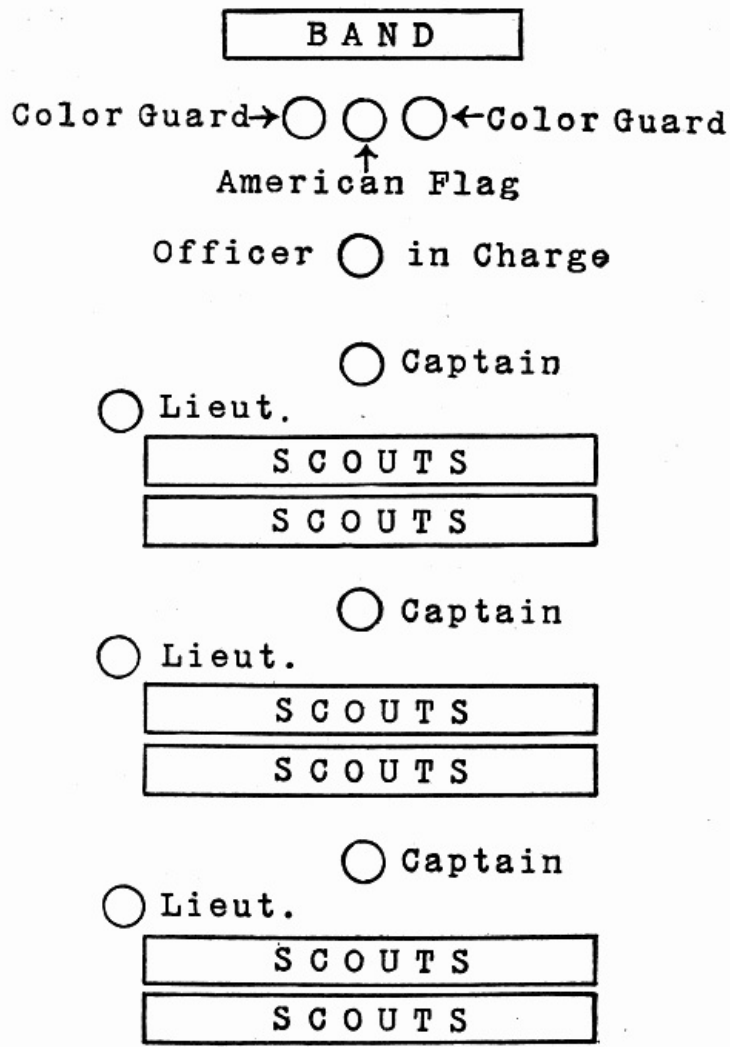 BAND
Color Guard→ ←Color Guard
American Flag
Officer in Charge
Captain
Lieut.
SCOUTS
SCOUTS
Captain
Lieut.
SCOUTS
SCOUTS
Captain
Lieut.
SCOUTS
SCOUTS